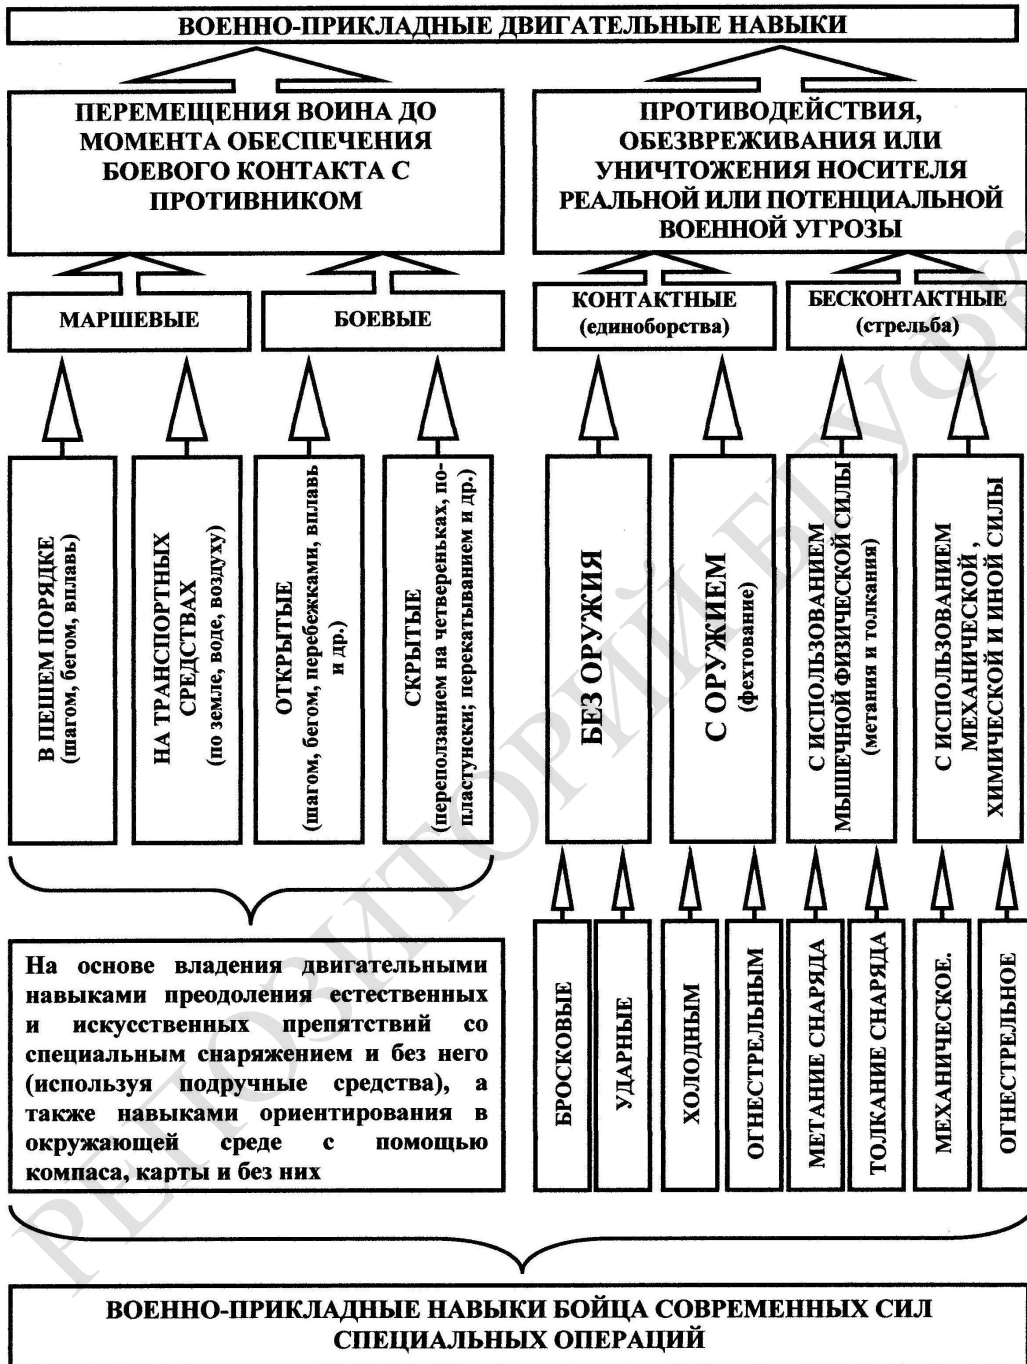 ВОЕННО-ПРИКЛАДНЫЕ ДВИГАТЕЛЬНЫЕ НАВЫКИ
ПЕРЕМЕЩЕНИЯ ВОИНА ДО
МОМЕНТА ОБЕСПЕЧЕНИЯ
БОЕВОГО КОНТАКТА С
ПРОТИВНИКОМ
ПРОТИВОДЕЙСТВИЯ,
ОБЕЗВРЕЖИВАНИЯ ИЛИ
УНИЧТОЖЕНИЯ НОСИТЕЛЯ
РЕАЛЬНОЙ ИЛИ ПОТЕНЦИАЛЬНОЙ
ВОЕННОЙ УГРОЗЫ
МАРШЕВЫЕ
БОЕВЫЕ
КОНТАКТНЫЕ
(единоборства)
БЕСКОНТАКТНЫЕ
(стрельба)
В ПЕШЕМ ПОРЯДКЕ
(шагом, бегом, вплавь)
НА ТРАНСПОРТНЫХ
СРЕДСТВАХ
(по земле, воде, воздуху)
ОТКРЫТЫЕ
(шагом, бегом, перебежками, вплавь
и др.)
СКРЫТЫЕ
(переползанием на четвереньках, по-
пластунски; перекатыванием и др.)
БЕЗ ОРУЖИЯ
С ОРУЖИЕМ
(фехтование)
С ИСПОЛЬЗОВАНИЕМ
МЫШЕЧНОЙ ФИЗИЧЕСКОЙ СИЛЫ
(метания и толкания)
С ИСПОЛЬЗОВАНИЕМ
МЕХАНИЧЕСКОЙ ,
ХИМИЧЕСКОЙ И ИНОЙ СИЛЫ
БРОСКОВЫЕ
УДАРНЫЕ
ХОЛОДНЫМ
ОГНЕСТРЕЛЬНЫМ
МЕТАНИЕ СНАРЯДА
ТОЛКАНИЕ СНАРЯДА
МЕХАНИЧЕСКОЕ.
ОГНЕСТРЕЛЬНОЕ
На основе владения двигательными
навыками преодоления естественных
и искусственных препятствий со
специальным снаряжением и без него
(используя подручные средства), а
также навыками ориентирования в
окружающей среде с помощью
компаса, карты и без них
ВОЕННО-ПРИКЛАДНЫЕ НАВЫКИ БОЙЦА СОВРЕМЕННЫХ СИЛ
СПЕЦИАЛЬНЫХ ОПЕРАЦИЙ
РЕПОЗИТОРИЙ БГУФК